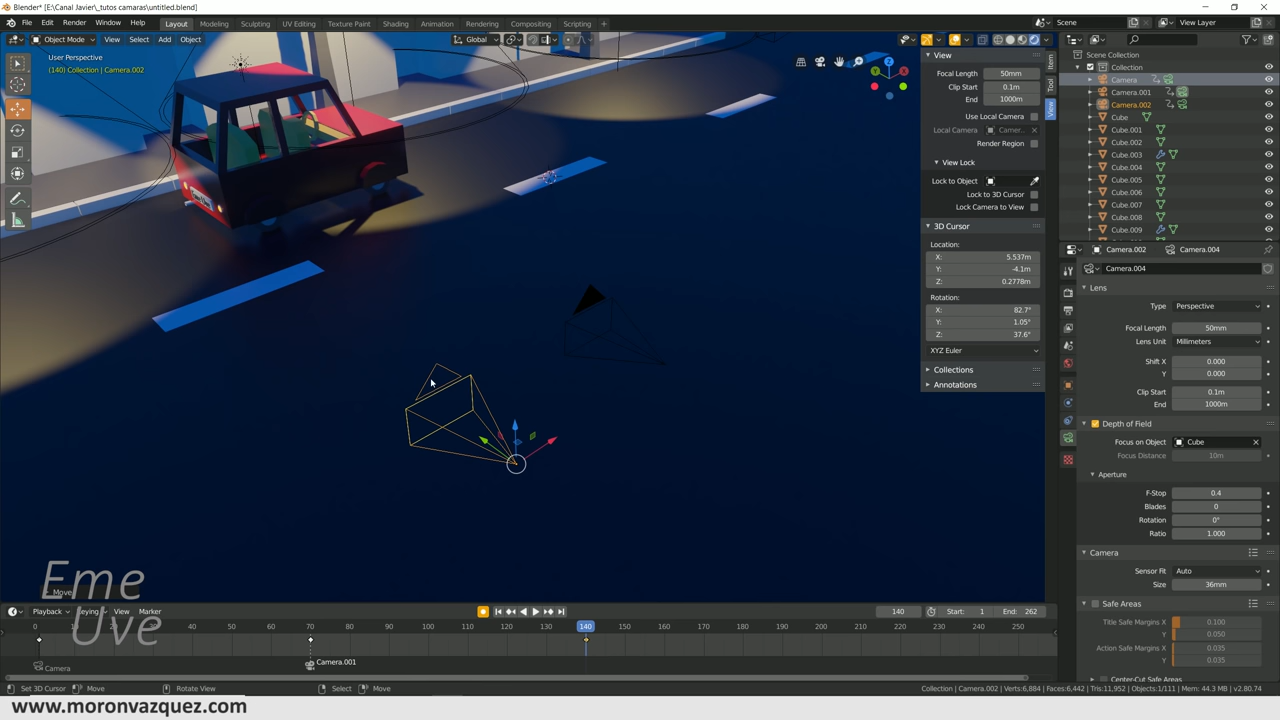 Blender* [E:\Canal Javier\_tutos camaras\untitled.blend]
File Edit Render Window Help Layout Modeling Sculpting UV Editing Texture Paint Shading Animation Rendering Compositing Scripting + Scene View Layer
Object Mode View Select Add Object Global
User Perspective
(140) Collection | Camera.002
View
Focal Length 50mm
Clip Start 0.1m
End 1000m
Use Local Camera
Local Camera Camer...
Render Region
View Lock
Lock to Object
Lock to 3D Cursor
Lock Camera to View
3D Cursor
Location:
X: 5.537m
Y: -4.1m
Z: 0.2778m
Rotation:
X: 82.7°
Y: 1.05°
Z: 37.6°
XYZ Euler
Collections
Annotations
Item
Tool
View
Z
Y
X
Scene Collection
Collection
Camera
Camera.001
Camera.002
Cube
Cube.001
Cube.002
Cube.003
Cube.004
Cube.005
Cube.006
Cube.007
Cube.008
Cube.009
Camera.002 Camera.004
Camera.004
Lens
Type Perspective
Focal Length 50mm
Lens Unit Millimeters
Shift X 0.000
Y 0.000
Clip Start 0.1m
End 1000m
Depth of Field
Focus on Object Cube
Focus Distance 10m
Aperture
F-Stop 0.4
Blades 0
Rotation 0°
Ratio 1.000
Camera
Sensor Fit Auto
Size 36mm
Safe Areas
Title Safe Margins X 0.100
Y 0.050
Action Safe Margins X 0.035
Y 0.035
Center-Cut Safe Areas
Move
Eme
Uve
Playback Keying View Marker 140 Start: 1 End: 262
0 10 20 30 40 50 60 70 80 90 100 110 120 130 140 150 160 170 180 190 200 210 220 230 240 250
Camera Camera.001
Set 3D Cursor Move Rotate View Select Move Collection | Camera.002 | Verts:6,884 | Faces:6,442 | Tris:11,952 | Objects:1/111 | Mem: 44.3 MB | v2.80.74
www.moronvazquez.com